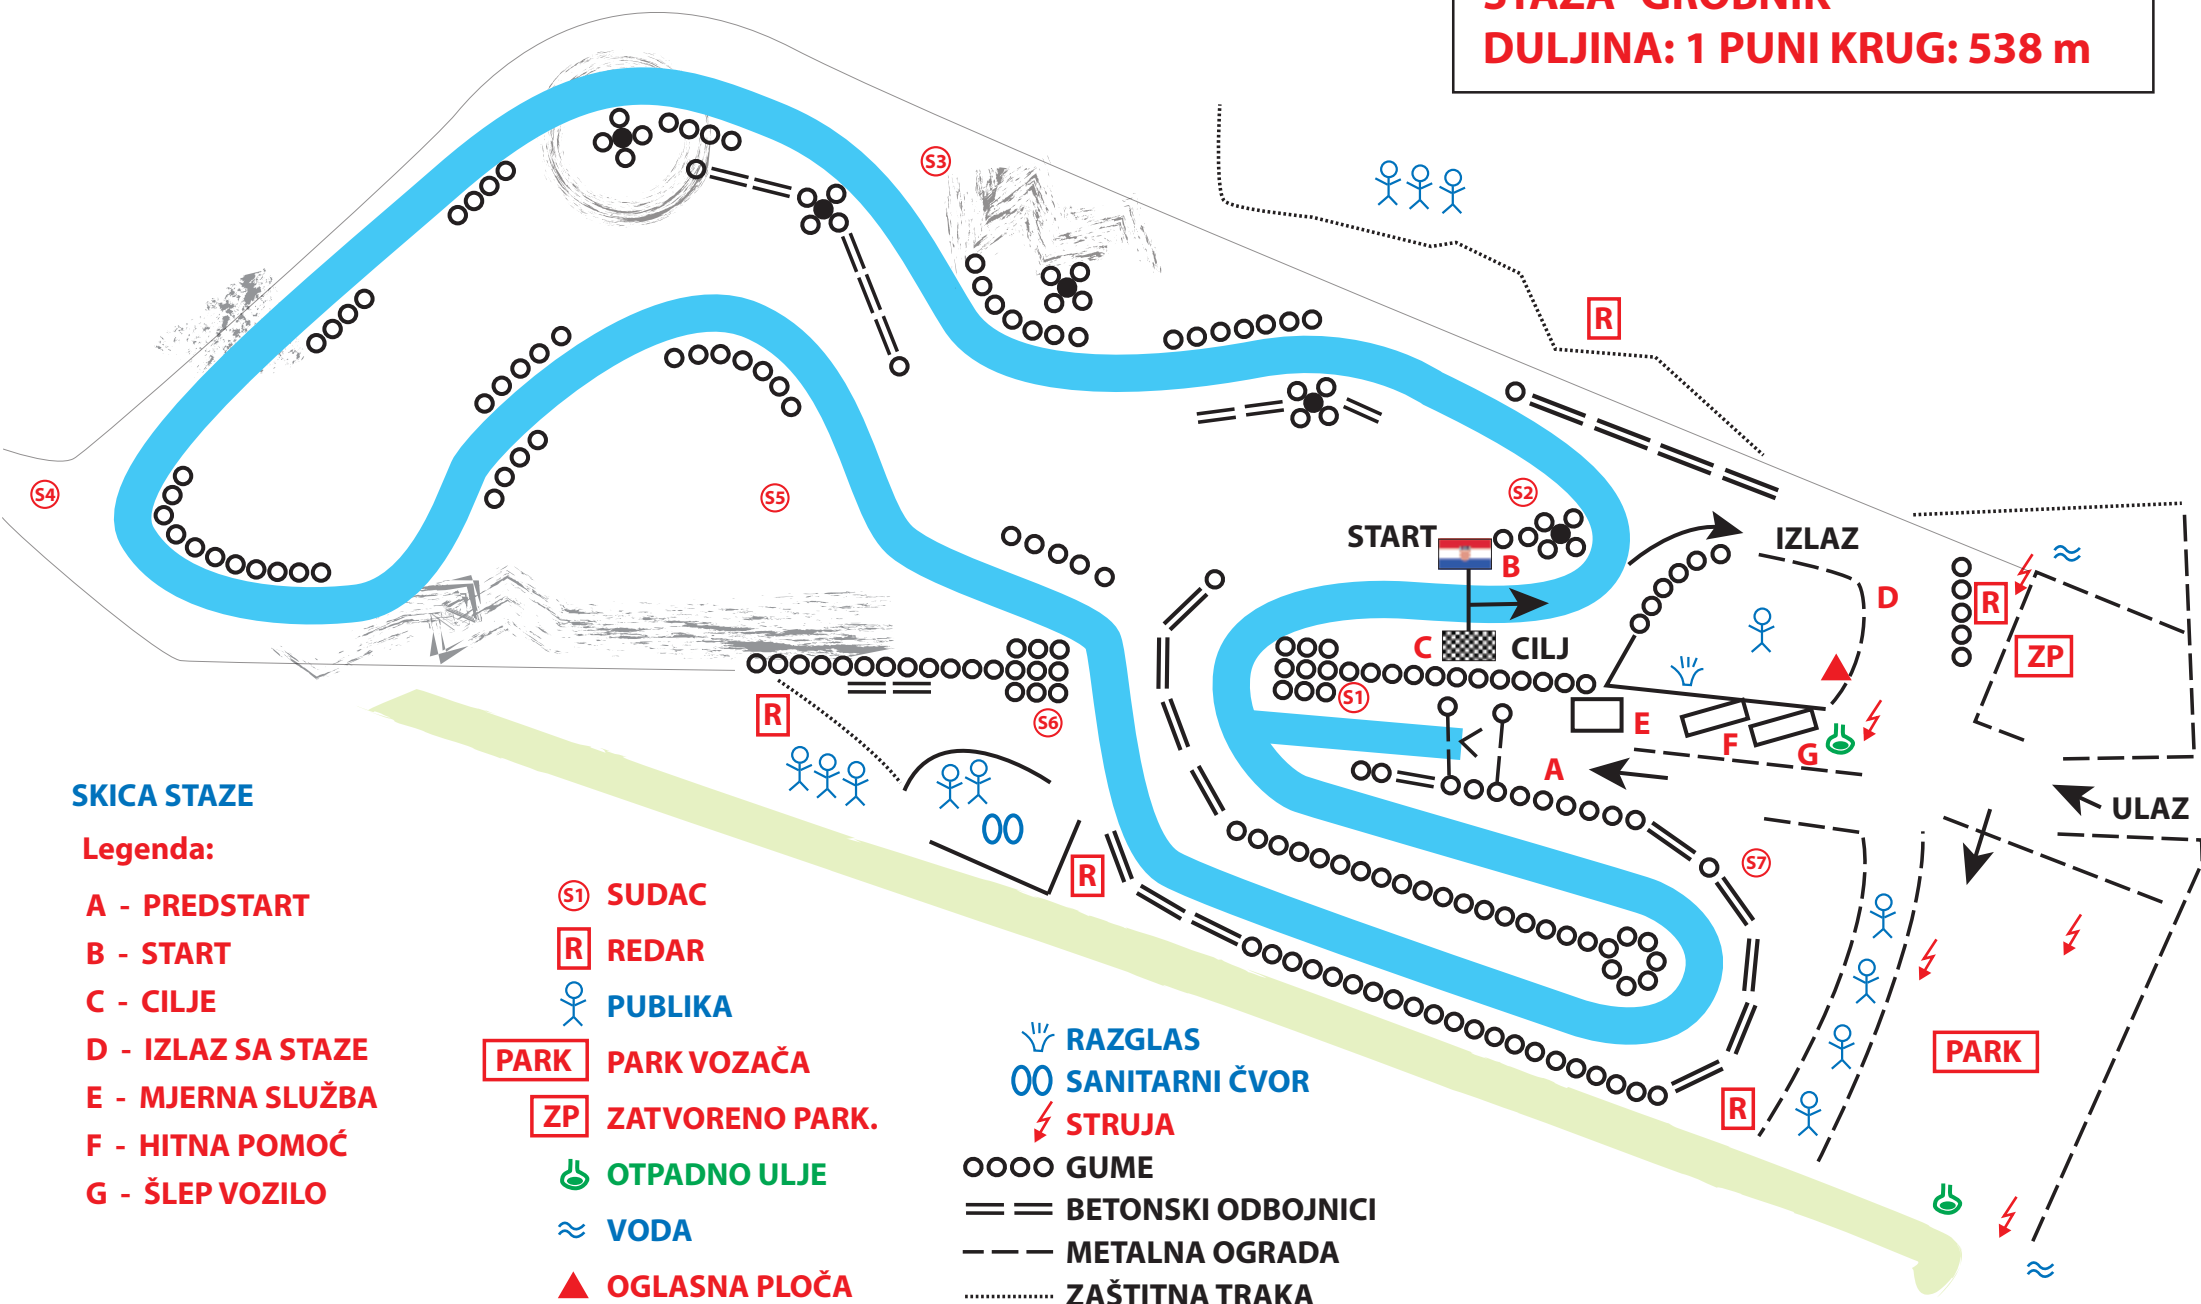 STAZA "GROBNIK"
DULJINA: 1 PUNI KRUG: 538 m
S3
R
S4
S5
S2
START
B
IZLAZ
D
R
ZP
C
CILJ
S1
E
F
G
A
ULAZ
R
S6
R
S7
PARK
R
SKICA STAZE
Legenda:
A - PREDSTART
B - START
C - CILJE
D - IZLAZ SA STAZE
E - MJERNA SLUŽBA
F - HITNA POMOĆ
G - ŠLEP VOZILO
S1 SUDAC
R REDAR
PUBLIKA
PARK PARK VOZAČA
ZP ZATVORENO PARK.
OTPADNO ULJE
VODA
OGLASNA PLOČA
RAZGLAS
SANITARNI ČVOR
STRUJA
GUME
BETONSKI ODBOJNICI
METALNA OGRADA
ZAŠTITNA TRAKA